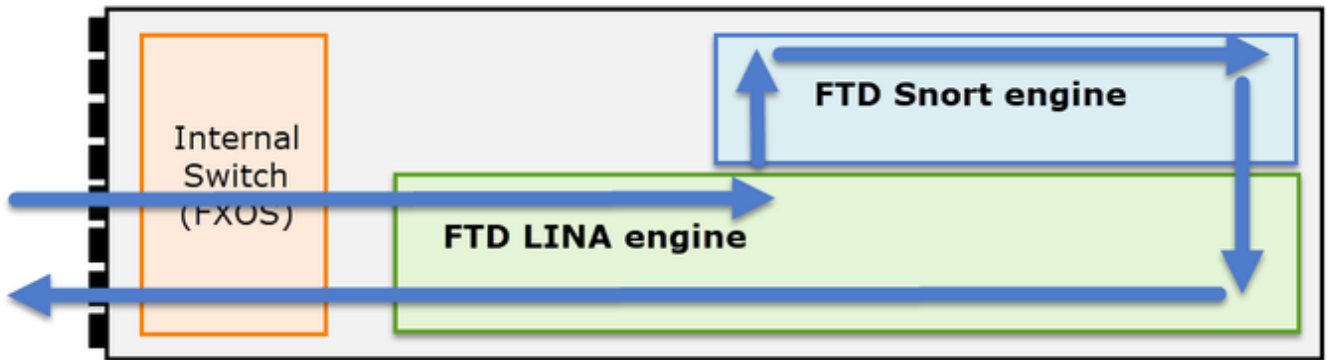 FTD Snort engine
Internal
Switch
(FXOS)
FTD LINA engine